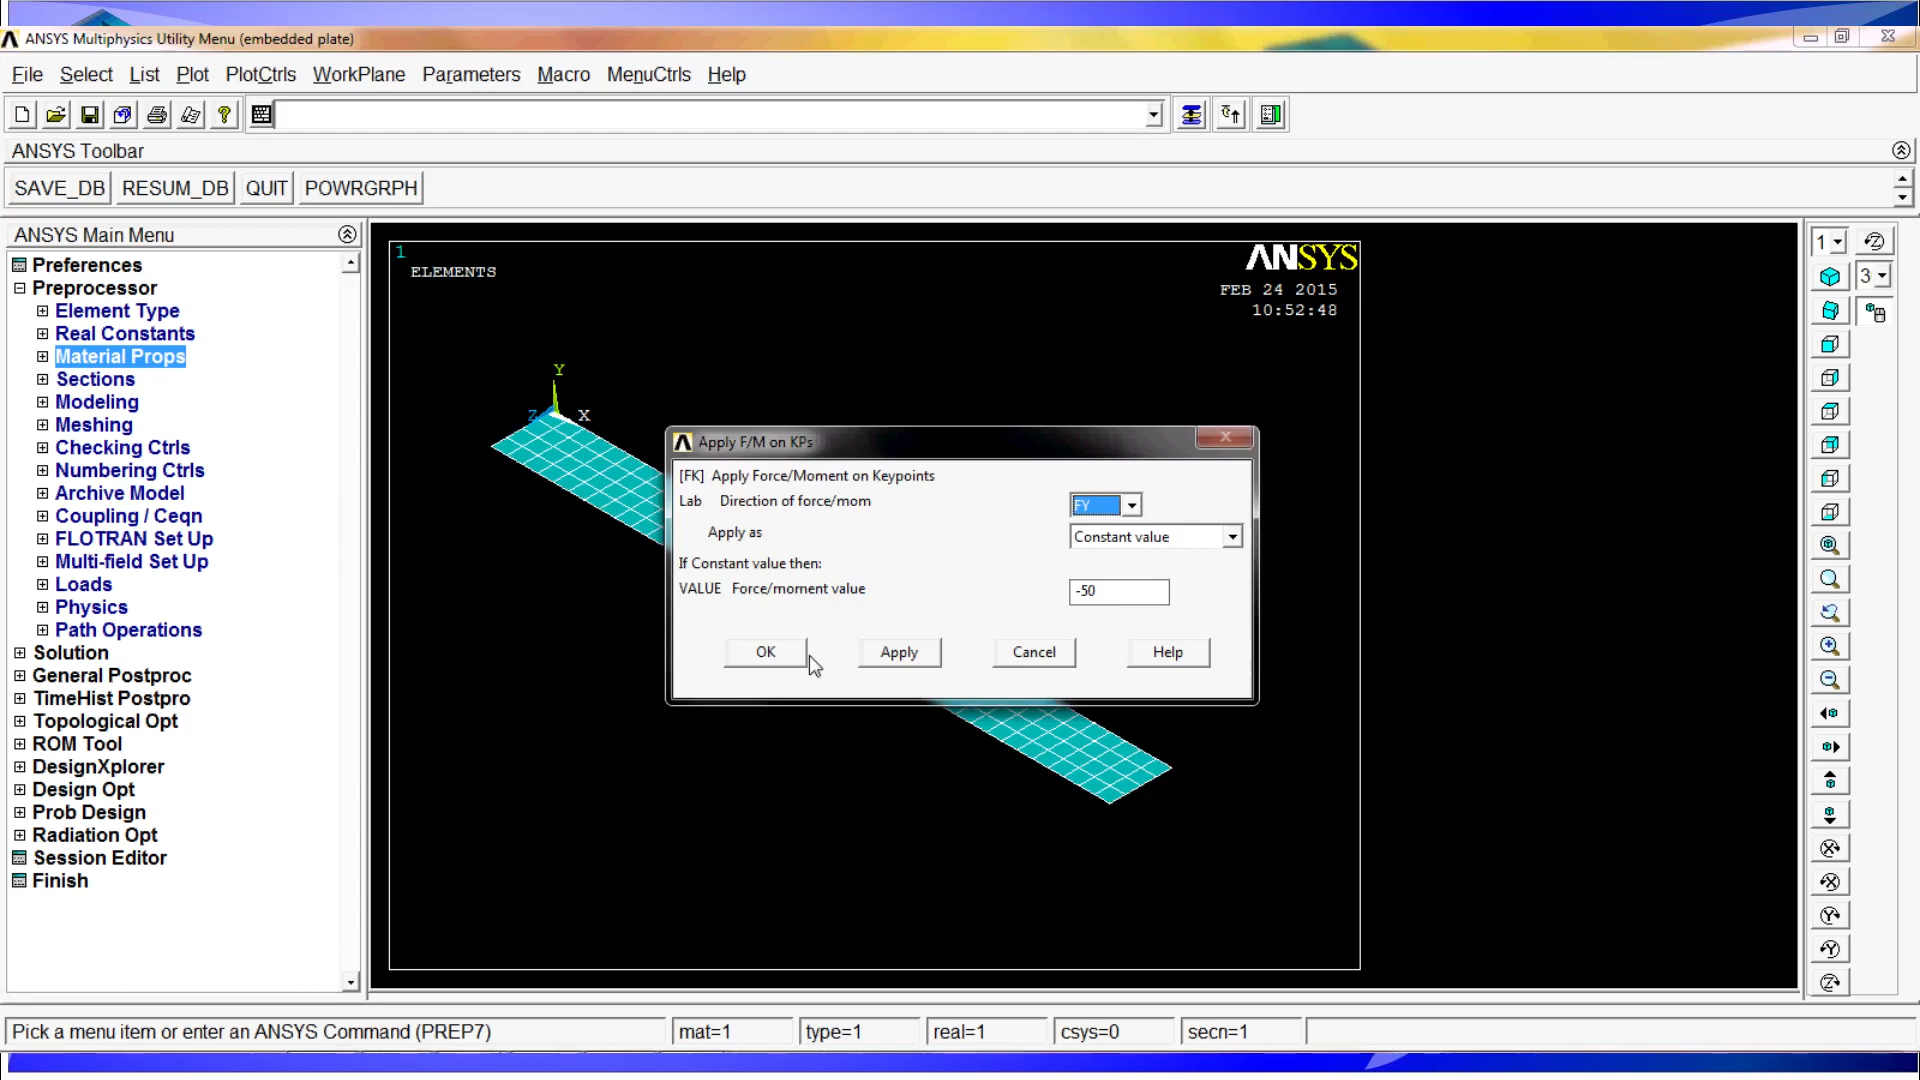 ANSYS Multiphysics Utility Menu (embedded plate)
File Select List Plot PlotCtrls WorkPlane Parameters Macro MenuCtrls Help
ANSYS Toolbar
SAVE_DB RESUM_DB QUIT POWRGRPH
ANSYS Main Menu
Preferences
Preprocessor
Element Type
Real Constants
Material Props
Sections
Modeling
Meshing
Checking Ctrls
Numbering Ctrls
Archive Model
Coupling / Ceqn
FLOTRAN Set Up
Multi-field Set Up
Loads
Physics
Path Operations
Solution
General Postproc
TimeHist Postpro
Topological Opt
ROM Tool
DesignXplorer
Design Opt
Prob Design
Radiation Opt
Session Editor
Finish
1
ELEMENTS
ANSYS
FEB 24 2015
10:52:48
Y
Z X
Apply F/M on KPs
[FK] Apply Force/Moment on Keypoints
Lab Direction of force/mom FY
Apply as Constant value
If Constant value then:
VALUE Force/moment value -50
OK Apply Cancel Help
1
3
Pick a menu item or enter an ANSYS Command (PREP7) mat=1 type=1 real=1 csys=0 secn=1